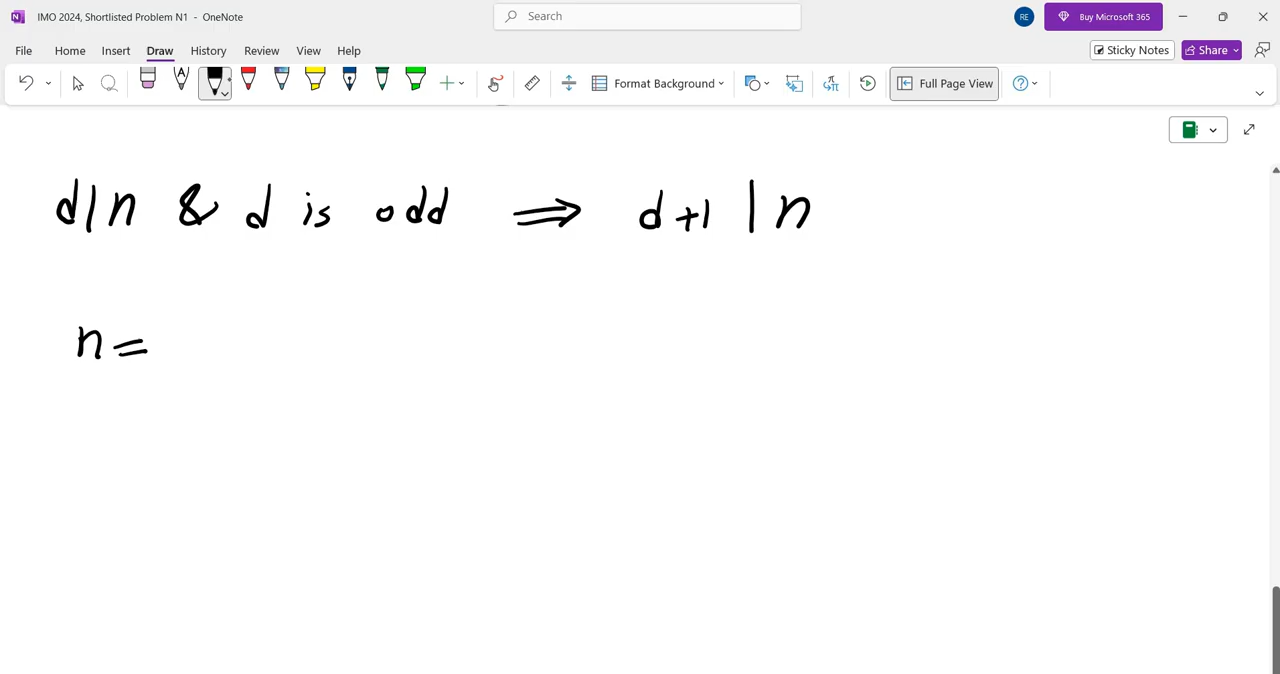 IMO 2024, Shortlisted Problem N1 - OneNote
Search
RE
Buy Microsoft 365
File Home Insert Draw History Review View Help
Sticky Notes
Share
Format Background
Full Page View
d|n & d is odd ⟹ d+1 | n
n=